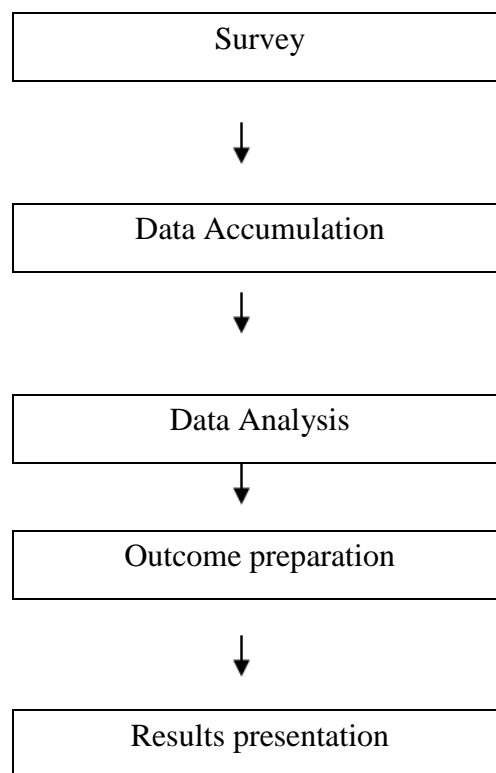 Survey
Data Accumulation
Data Analysis
Outcome preparation
Results presentation